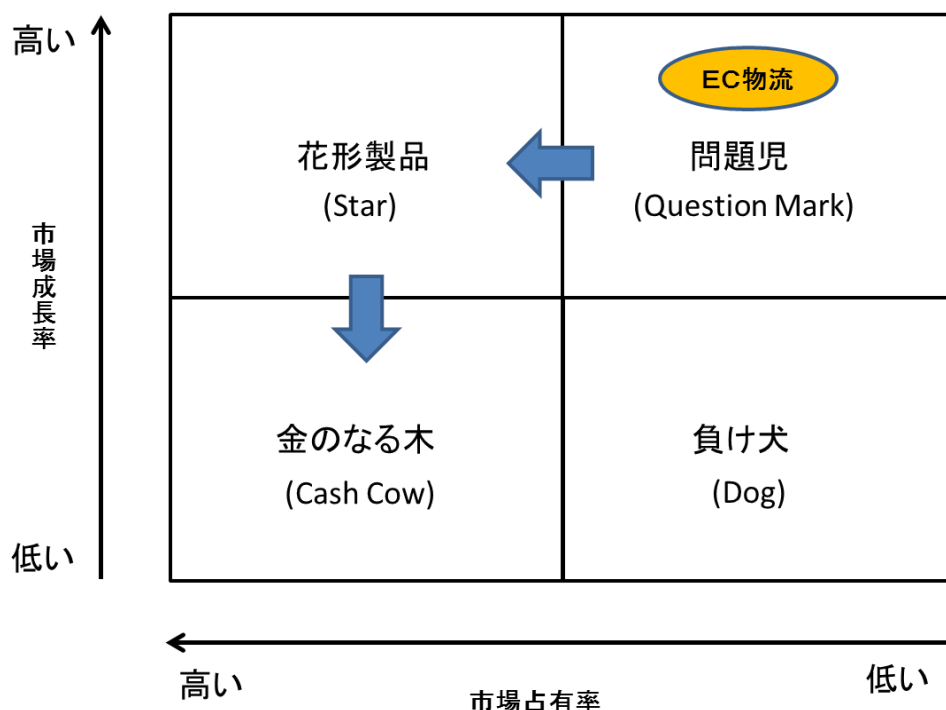 高い
EC物流
花形製品
(Star)
問題児
(Question Mark)
市場成長率
金のなる木
(Cash Cow)
負け犬
(Dog)
低い
高い
低い
市場占有率